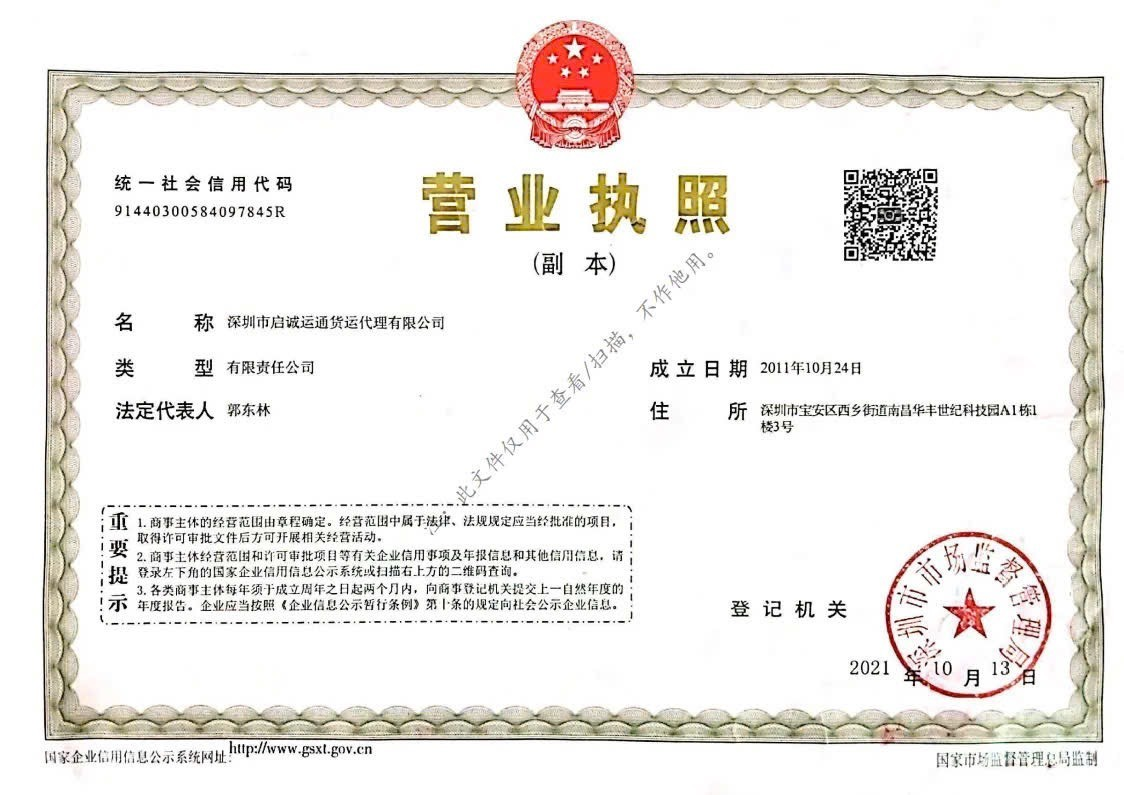 统一社会信用代码
91440300584097845R
营业执照
(副 本)
名 称 深圳市启诚运通货运代理有限公司
类 型 有限责任公司
成立日期 2011年10月24日
法定代表人 郭东林
住 所 深圳市宝安区西乡街道南昌华丰世纪科技园A1栋1
楼3号
注:此文件仅用于查看/扫描,不作他用。
重要提示
1. 商事主体的经营范围由章程确定。经营范围中属于法律、法规规定应当经批准的项目,
取得许可审批文件后方可开展相关经营活动。
2. 商事主体经营范围和许可审批项目等有关企业信用事项及年报信息和其他信用信息,请
登录左下角的国家企业信用信息公示系统或扫描右上方的二维码查询。
3. 各类商事主体每年须于成立周年之日起两个月内,向商事登记机关提交上一自然年度的
年度报告。企业应当按照《企业信息公示暂行条例》第十条的规定向社会公示企业信息。
登记机关
深圳市市场监督管理局
2021 年 10 月 13 日
国家企业信用信息公示系统网址:http://www.gsxt.gov.cn
国家市场监督管理总局监制